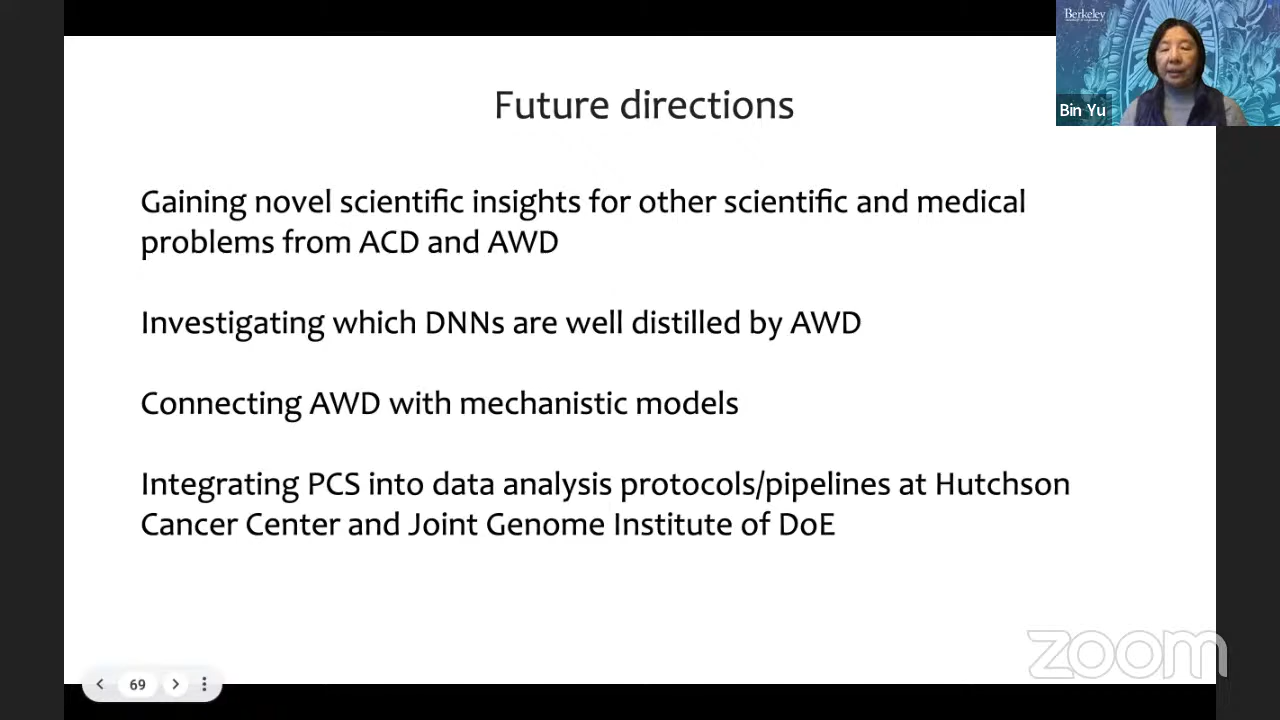 Berkeley
Bin Yu
Future directions
Gaining novel scientific insights for other scientific and medical
problems from ACD and AWD
Investigating which DNNs are well distilled by AWD
Connecting AWD with mechanistic models
Integrating PCS into data analysis protocols/pipelines at Hutchson
Cancer Center and Joint Genome Institute of DoE
zoom
69